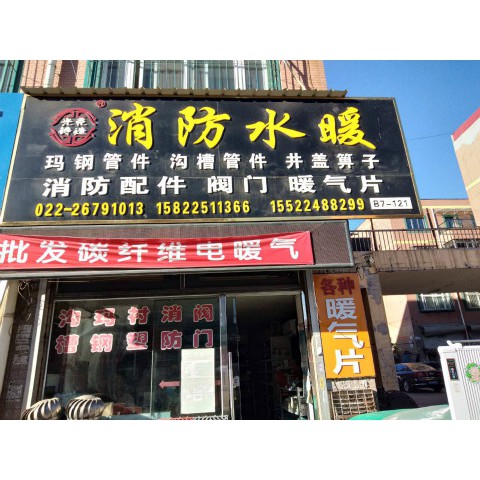 ®
消防水暖
玛钢管件 沟槽管件 井盖箅子
消防配件 阀门 暖气片
022-26791013 15822511366 15522488299 B7-121
批发碳纤维电暖气
沟玛衬消阀
槽钢塑防门
各种
暖气片